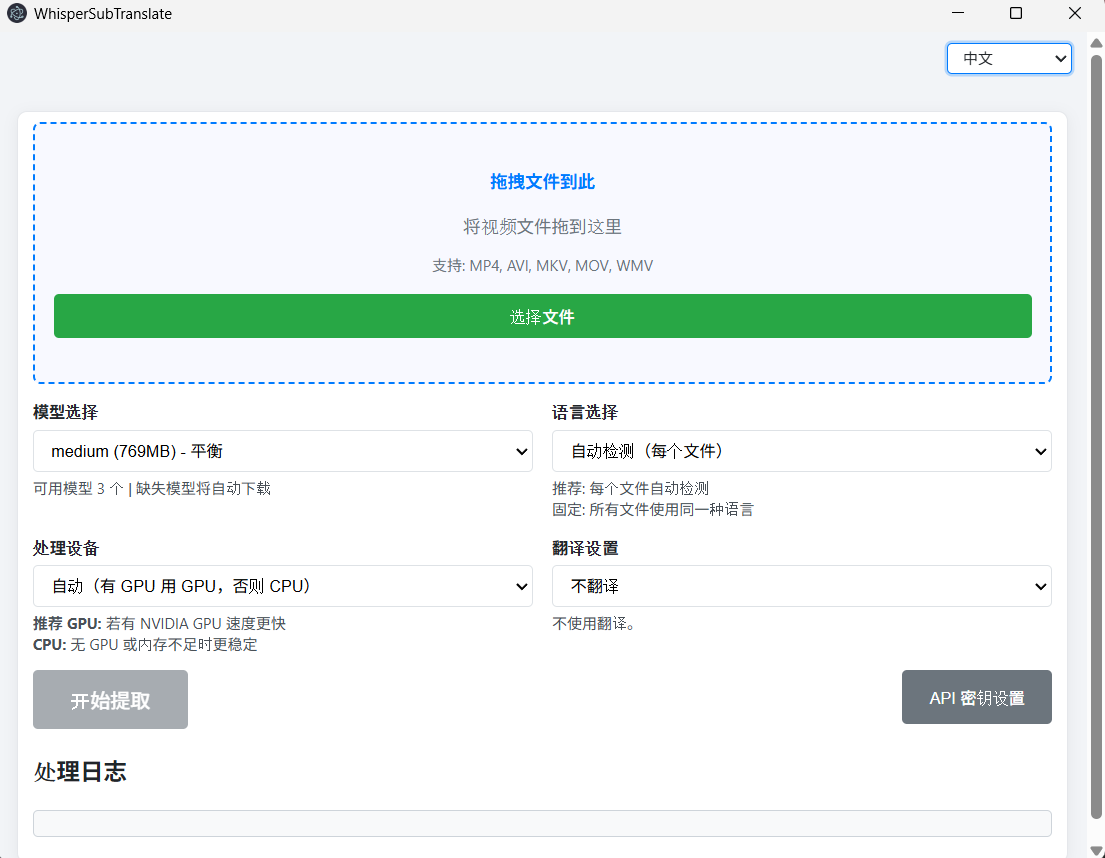 WhisperSubTranslate
中文
拖拽文件到此
将视频文件拖到这里
支持: MP4, AVI, MKV, MOV, WMV
选择文件
模型选择
medium (769MB) - 平衡
可用模型 3 个 | 缺失模型将自动下载
语言选择
自动检测（每个文件）
推荐: 每个文件自动检测
固定: 所有文件使用同一种语言
处理设备
自动（有 GPU 用 GPU，否则 CPU）
推荐 GPU: 若有 NVIDIA GPU 速度更快
CPU: 无 GPU 或内存不足时更稳定
翻译设置
不翻译
不使用翻译。
开始提取
API 密钥设置
处理日志